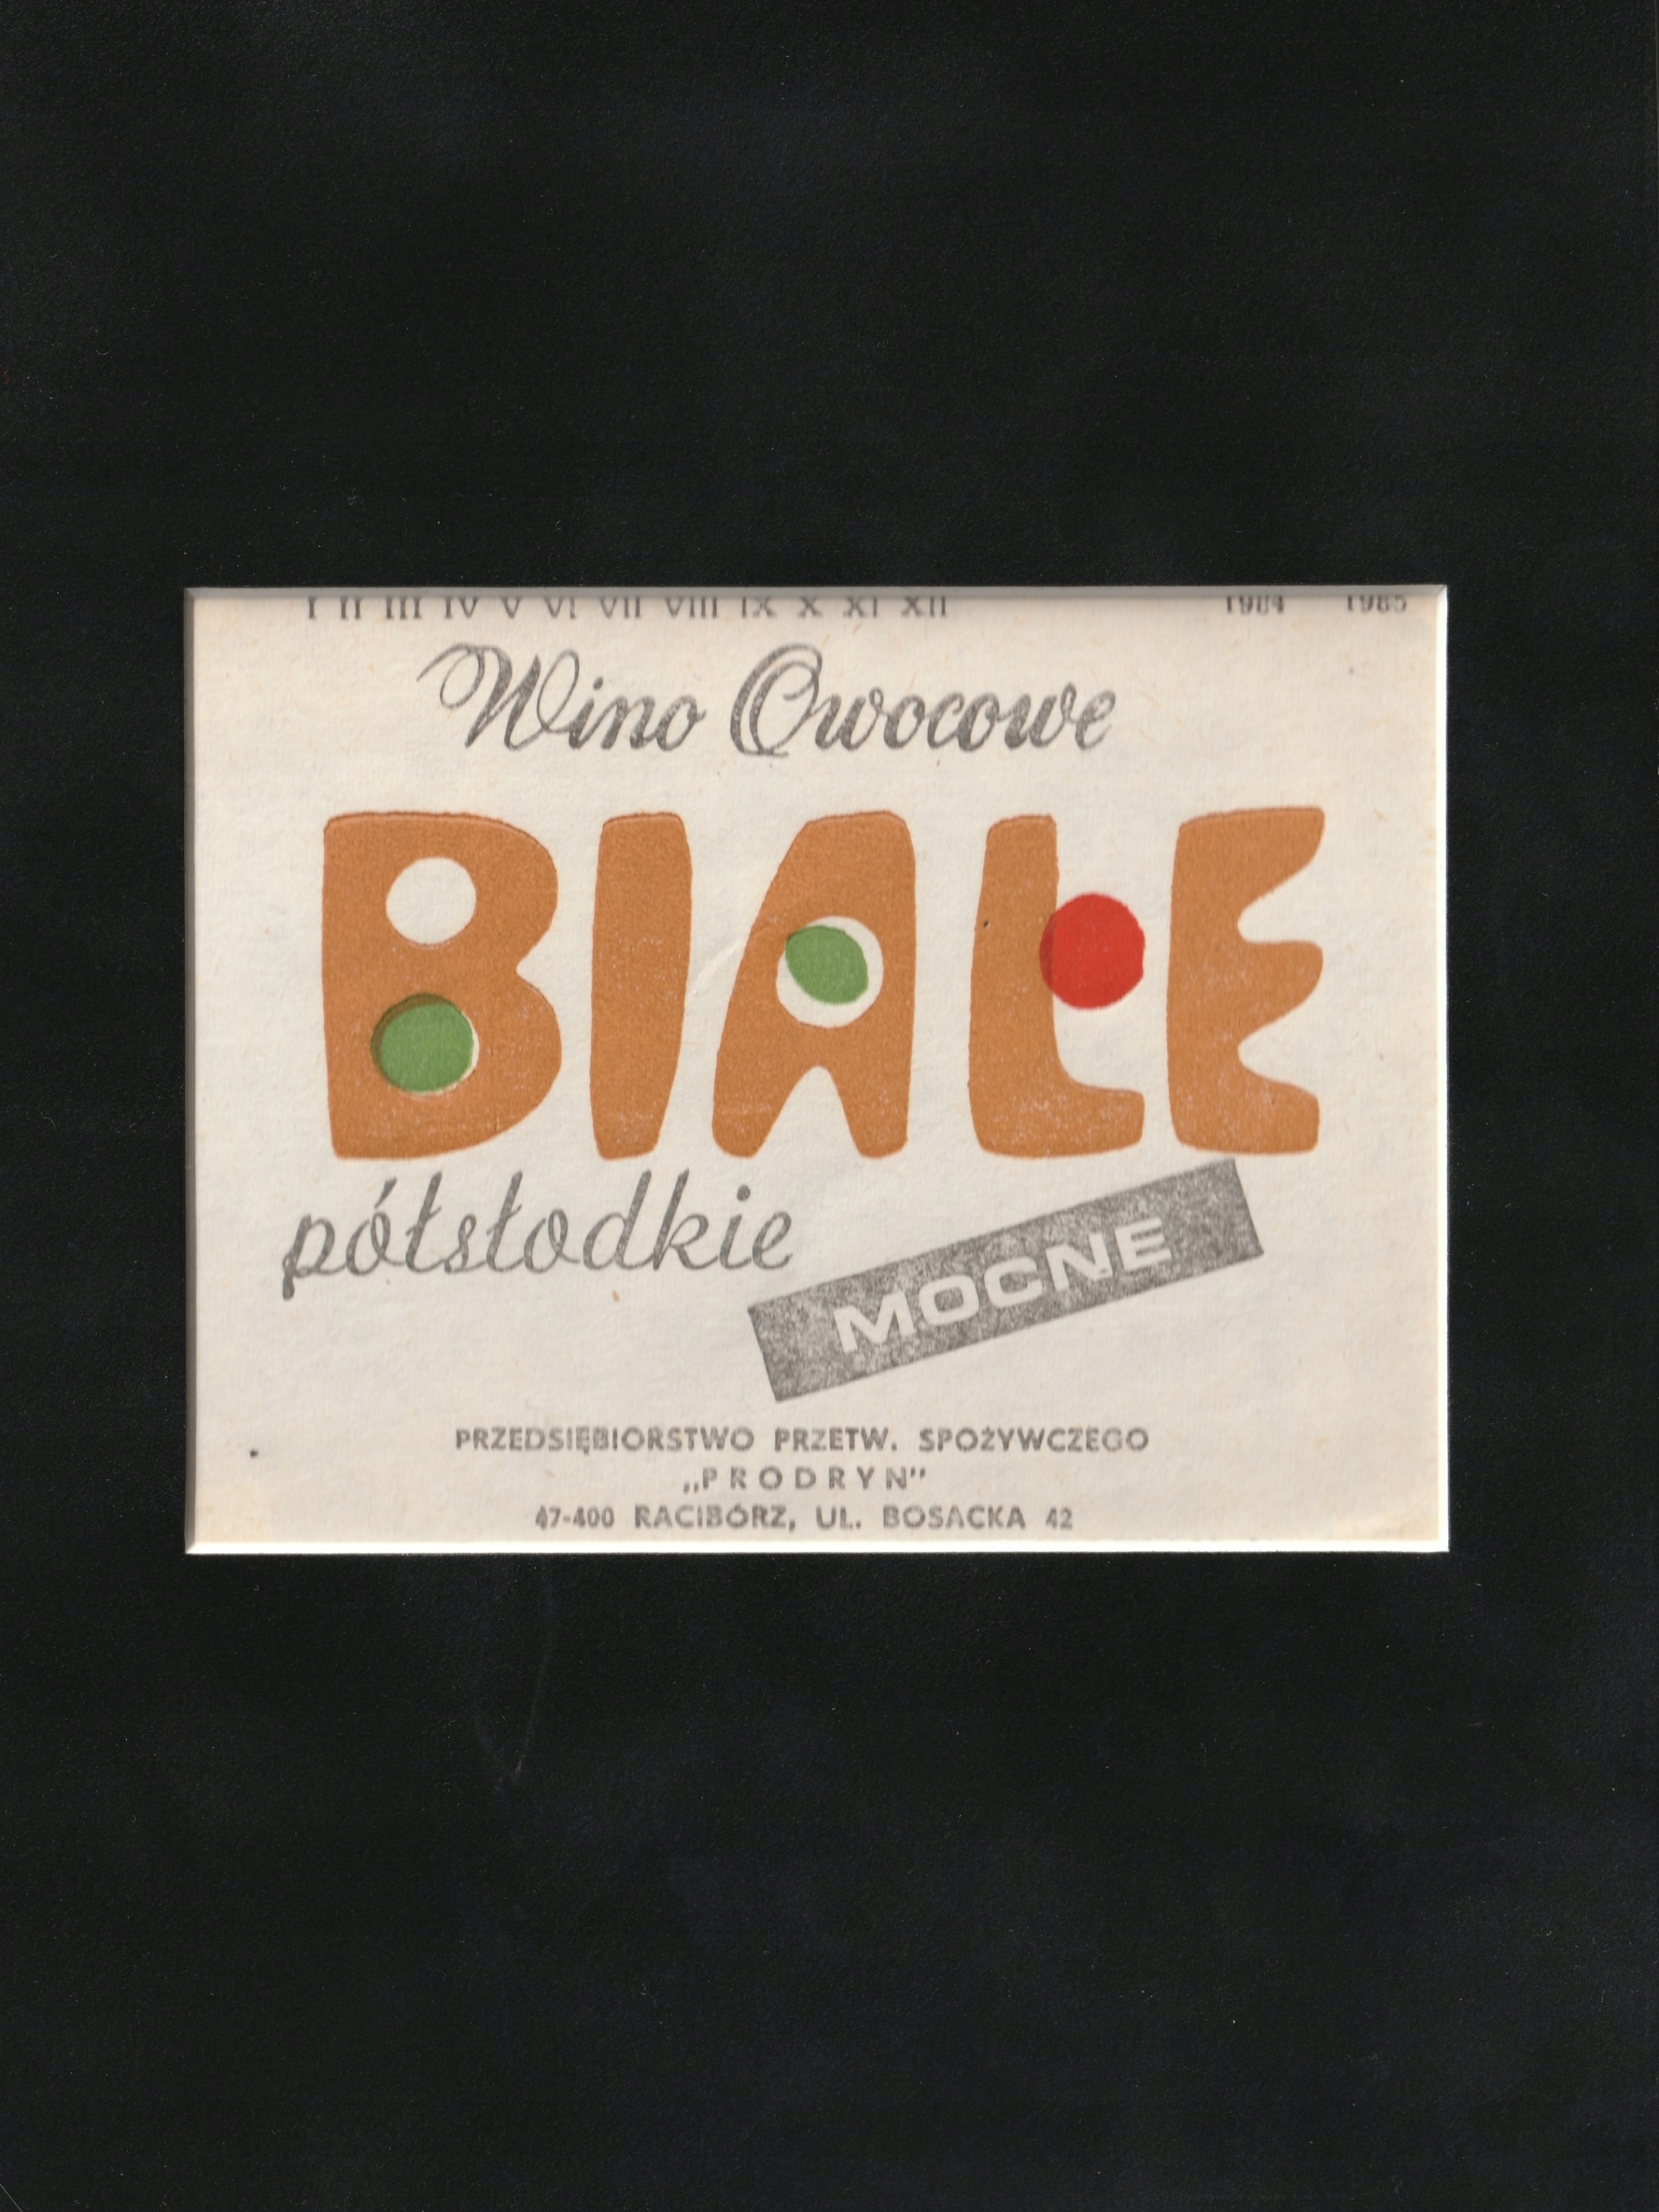 I II III IV V VI VII VIII IX X XI XII 1984 1985
Wino Owocowe
BIAŁE
półsłodkie
MOCNE
PRZEDSIĘBIORSTWO PRZETW. SPOŻYWCZEGO
„PRODRYN"
47-400 RACIBÓRZ, UL. BOSACKA 42